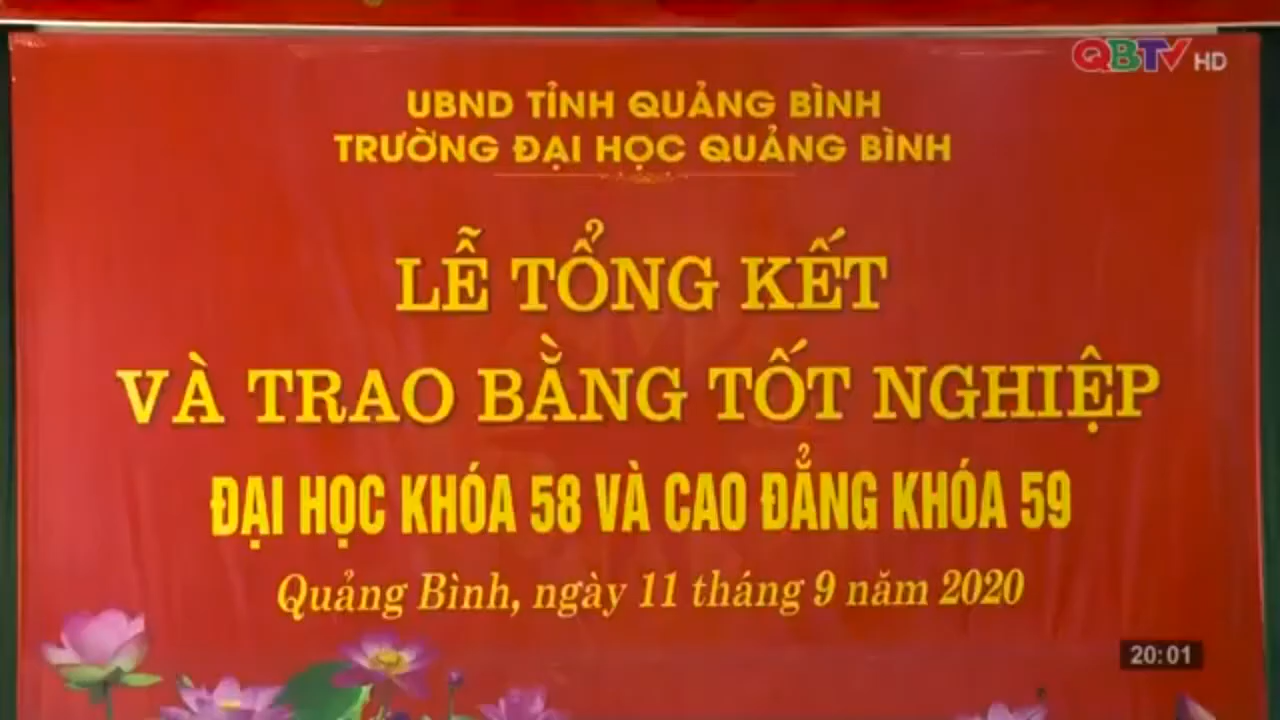 QBTV HD
UBND TỈNH QUẢNG BÌNH
TRƯỜNG ĐẠI HỌC QUẢNG BÌNH
LỄ TỔNG KẾT
VÀ TRAO BẰNG TỐT NGHIỆP
ĐẠI HỌC KHÓA 58 VÀ CAO ĐẲNG KHÓA 59
Quảng Bình, ngày 11 tháng 9 năm 2020
20:01